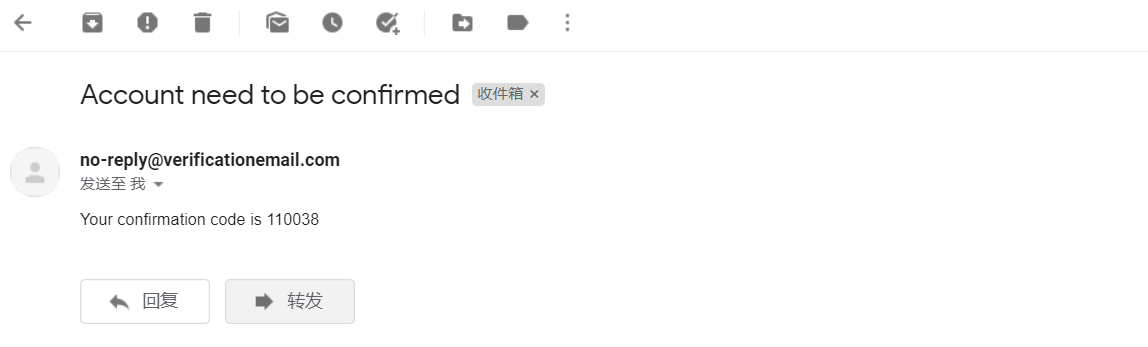 Account need to be confirmed 收件箱 ×
no-reply@verificationemail.com
发送至 我
Your confirmation code is 110038
回复 转发